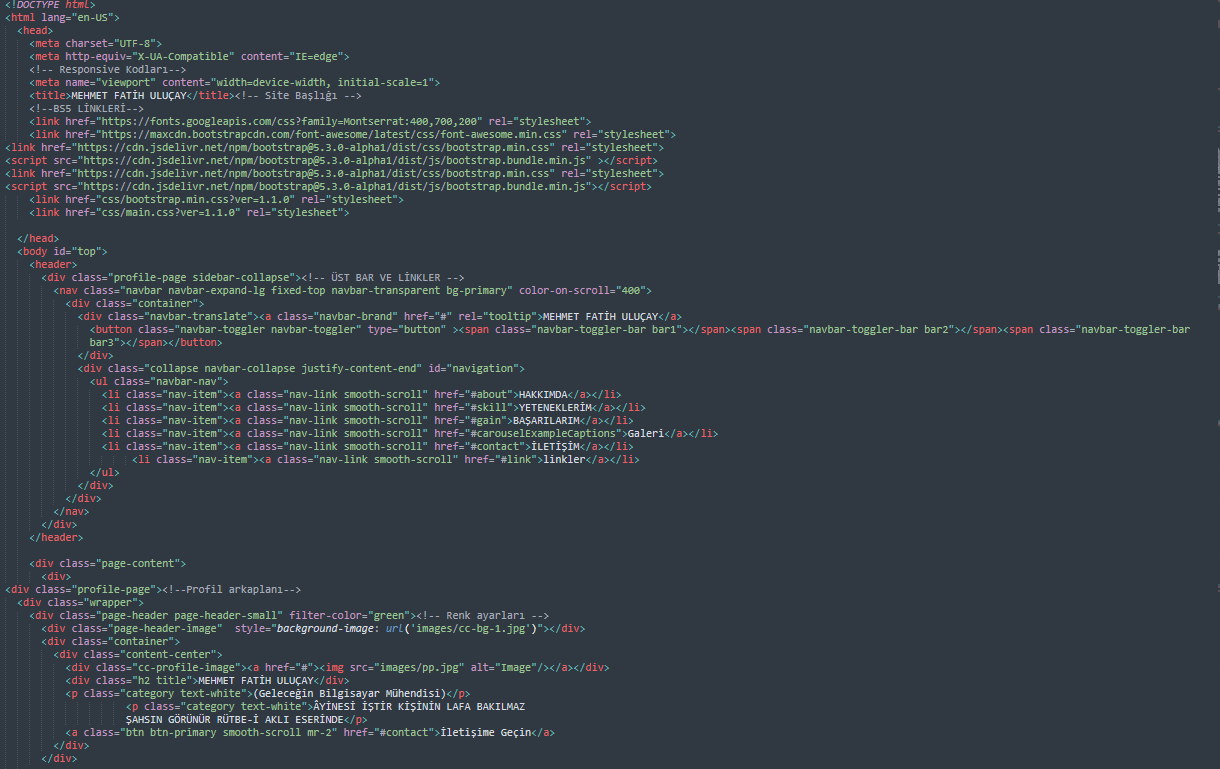 <!DOCTYPE html>
<html lang="en-US">
<head>
<meta charset="UTF-8">
<meta http-equiv="X-UA-Compatible" content="IE=edge">
<!-- Responsive Kodları-->
<meta name="viewport" content="width=device-width, initial-scale=1">
<title>MEHMET FATİH ULUÇAY</title><!-- Site Başlığı -->
<!--BS5 LİNKLERİ-->
<link href="https://fonts.googleapis.com/css?family=Montserrat:400,700,200" rel="stylesheet">
<link href="https://maxcdn.bootstrapcdn.com/font-awesome/latest/css/font-awesome.min.css" rel="stylesheet">
<link href="https://cdn.jsdelivr.net/npm/bootstrap@5.3.0-alpha1/dist/css/bootstrap.min.css" rel="stylesheet">
<script src="https://cdn.jsdelivr.net/npm/bootstrap@5.3.0-alpha1/dist/js/bootstrap.bundle.min.js" ></script>
<link href="https://cdn.jsdelivr.net/npm/bootstrap@5.3.0-alpha1/dist/css/bootstrap.min.css" rel="stylesheet">
<script src="https://cdn.jsdelivr.net/npm/bootstrap@5.3.0-alpha1/dist/js/bootstrap.bundle.min.js"></script>
<link href="css/bootstrap.min.css?ver=1.1.0" rel="stylesheet">
<link href="css/main.css?ver=1.1.0" rel="stylesheet">
</head>
<body id="top">
<header>
<div class="profile-page sidebar-collapse"><!-- ÜST BAR VE LİNKLER -->
<nav class="navbar navbar-expand-lg fixed-top navbar-transparent bg-primary" color-on-scroll="400">
<div class="container">
<div class="navbar-translate"><a class="navbar-brand" href="#" rel="tooltip">MEHMET FATİH ULUÇAY</a>
<button class="navbar-toggler navbar-toggler" type="button" ><span class="navbar-toggler-bar bar1"></span><span class="navbar-toggler-bar bar2"></span><span class="navbar-toggler-bar
bar3"></span></button>
</div>
<div class="collapse navbar-collapse justify-content-end" id="navigation">
<ul class="navbar-nav">
<li class="nav-item"><a class="nav-link smooth-scroll" href="#about">HAKKIMDA</a></li>
<li class="nav-item"><a class="nav-link smooth-scroll" href="#skill">YETENEKLERİM</a></li>
<li class="nav-item"><a class="nav-link smooth-scroll" href="#gain">BAŞARILARIM</a></li>
<li class="nav-item"><a class="nav-link smooth-scroll" href="#carouselExampleCaptions">Galeri</a></li>
<li class="nav-item"><a class="nav-link smooth-scroll" href="#contact">İLETİŞİM</a></li>
<li class="nav-item"><a class="nav-link smooth-scroll" href="#link">linkler</a></li>
</ul>
</div>
</div>
</nav>
</div>
</header>
<div class="page-content">
<div>
<div class="profile-page"><!--Profil arkaplanı-->
<div class="wrapper">
<div class="page-header page-header-small" filter-color="green"><!-- Renk ayarları -->
<div class="page-header-image"  style="background-image: url('images/cc-bg-1.jpg')"></div>
<div class="container">
<div class="content-center">
<div class="cc-profile-image"><a href="#"><img src="images/pp.jpg" alt="Image"/></a></div>
<div class="h2 title">MEHMET FATİH ULUÇAY</div>
<p class="category text-white">(Geleceğin Bilgisayar Mühendisi)</p>
<p class="category text-white">ÂYİNESİ İŞTİR KİŞİNİN LAFA BAKILMAZ
ŞAHSIN GÖRÜNÜR RÜTBE-İ AKLI ESERİNDE</p>
<a class="btn btn-primary smooth-scroll mr-2" href="#contact">İletişime Geçin</a>
</div>
</div>